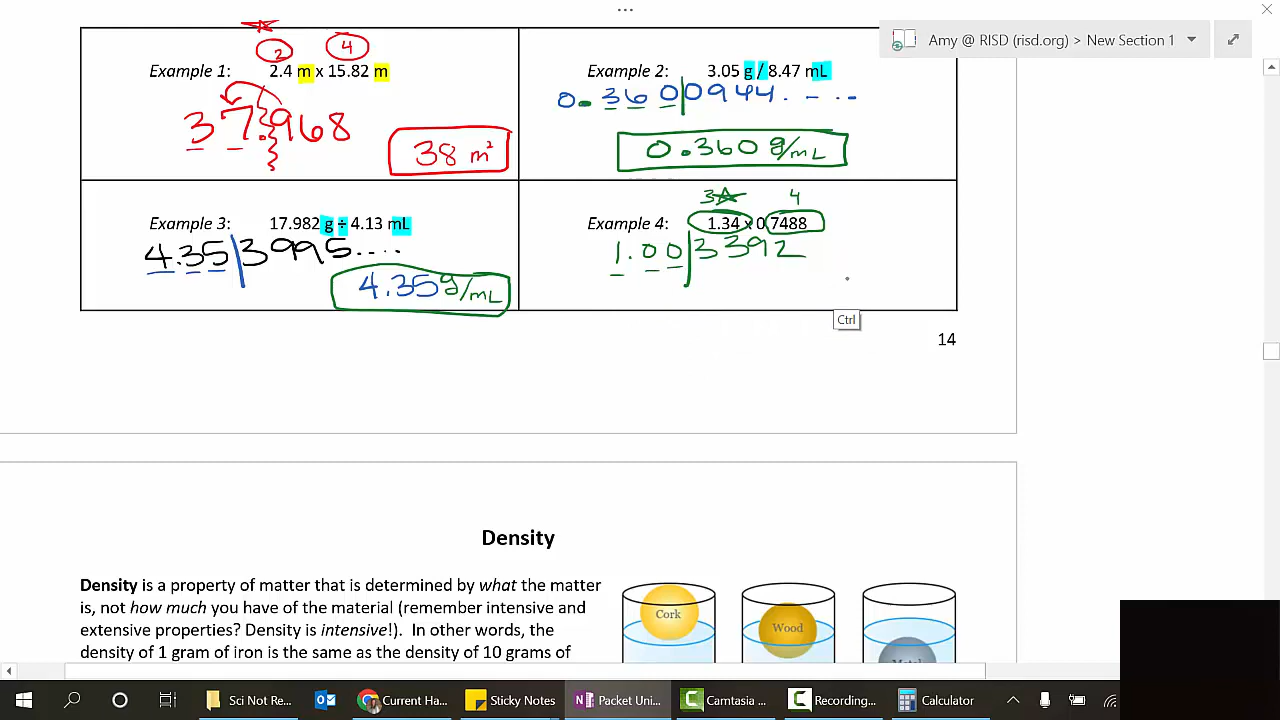 Amy @ RISD (risd.org) > New Section 1
2 4
Example 1: 2.4 m x 15.82 m
37.968
38 m²
Example 2: 3.05 g / 8.47 mL
0.3600944. - ..
0.360 g/mL
Example 3: 17.982 g ÷ 4.13 mL
4.353995....
4.35 g/mL
3 4
Example 4: 1.34 x 0.7488
1.003392
Ctrl
14
Density
Density is a property of matter that is determined by what the matter
is, not how much you have of the material (remember intensive and
extensive properties? Density is intensive!). In other words, the
density of 1 gram of iron is the same as the density of 10 grams of
Cork
Wood
Metal
Sci Not Re...
Current Ha...
Sticky Notes
Packet Uni...
Camtasia ...
Recording...
Calculator